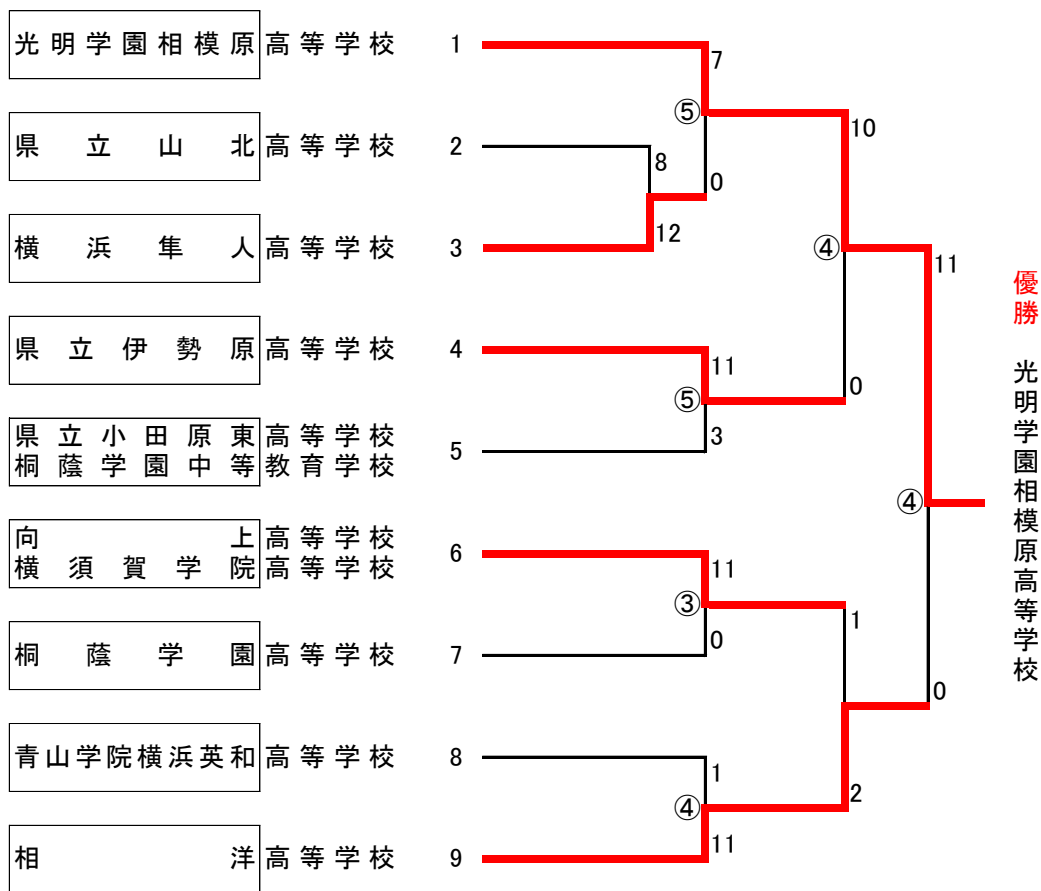 光明学園相模原高等学校 1
県立山北高等学校 2
横浜隼人高等学校 3
県立伊勢原高等学校 4
県立小田原東高等学校
桐蔭学園中等教育学校 5
向上高等学校
横須賀学院高等学校 6
桐蔭学園高等学校 7
青山学院横浜英和高等学校 8
相洋高等学校 9
7
⑤
0
8
12
11
⑤
3
11
③
0
1
④
11
10
④
0
1
2
11
④
0
優勝 光明学園相模原高等学校